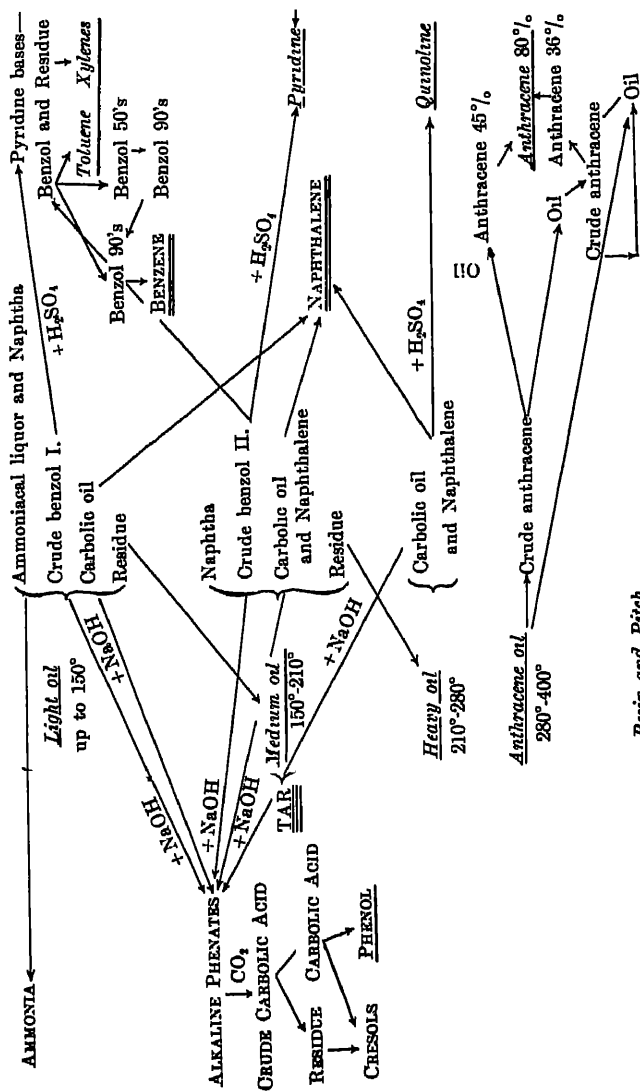 AMMONIA
Ammoniacal liquor and Naphtha
Pyridine bases—
Crude benzol I.
+ H₂SO₄
Benzol and Residue
Carbolic oil
Toluene Xylenes
Residue
Benzol 50's
Benzol 90's
Light oil
up to 150°
+ NaOH
+ NaOH
Benzol 90's
BENZENE
Naphtha
Crude benzol II.
+ H₂SO₄
Pyridine
Carbolic oil
and Naphthalene
NAPHTHALENE
Residue
Medium oil
150°-210°
+ NaOH
+ NaOH
+ NaOH
TAR
ALKALINE PHENATES
CO₂
CRUDE CARBOLIC ACID
RESIDUE
CARBOLIC ACID
CRESOLS
PHENOL
Carbolic oil
and Naphthalene
+ H₂SO₄
Quinoline
Heavy oil
210°-280°
Anthracene oil
280°-400°
Crude anthracene
Oil
Anthracene 45°/₀
Anthracene 80°/₀
Oil
Anthracene 36°/₀
Crude anthracene
Oil